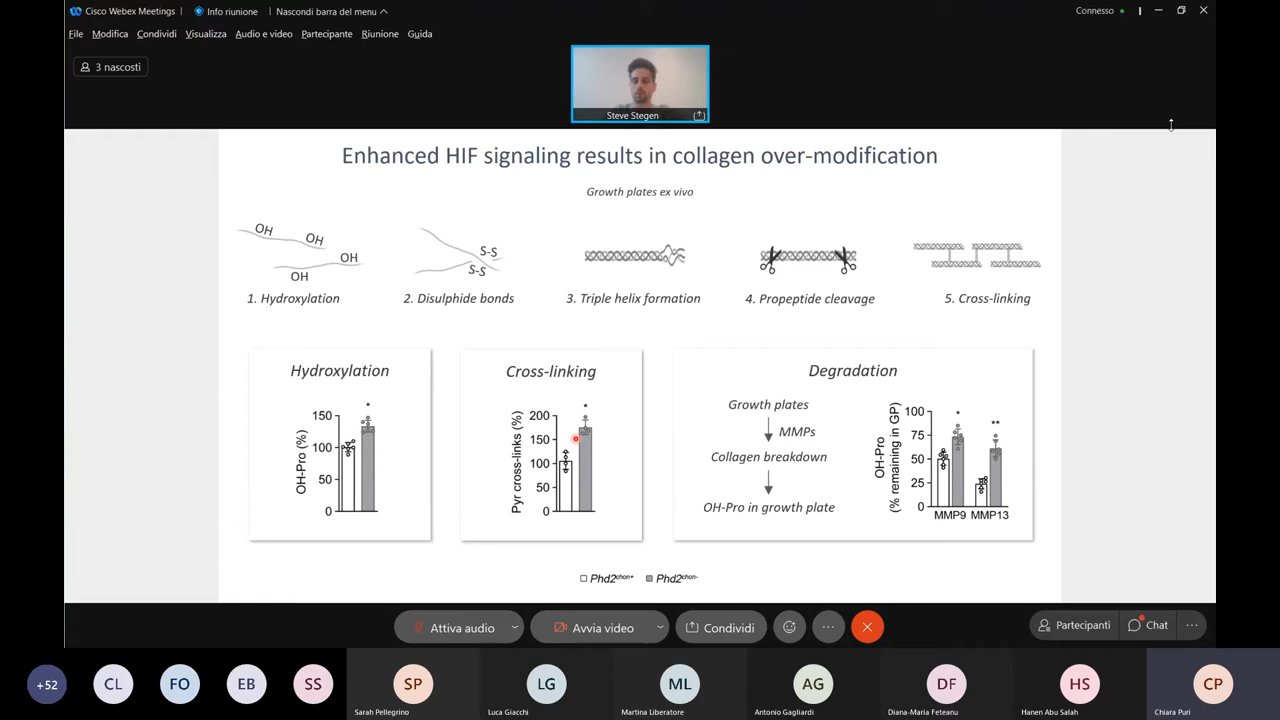 Cisco Webex Meetings
Info riunione
Nascondi barra del menu
Connesso
File Modifica Condividi Visualizza Audio e video Partecipante Riunione Guida
3 nascosti
Steve Stegen
Enhanced HIF signaling results in collagen over-modification
Growth plates ex vivo
OH OH OH OH
S-S S-S
1. Hydroxylation
2. Disulphide bonds
3. Triple helix formation
4. Propeptide cleavage
5. Cross-linking
Hydroxylation
OH-Pro (%)
150
100
50
0
*
Cross-linking
Pyr cross-links (%)
200
150
100
50
0
*
Degradation
Growth plates
MMPs
Collagen breakdown
OH-Pro in growth plate
OH-Pro
(% remaining in GP)
100
75
50
25
0
*
**
MMP9 MMP13
Phd2chon+ Phd2chon-
Attiva audio
Avvia video
Condividi
Partecipanti
Chat
+52 CL FO EB SS SP LG ML AG DF HS CP
Sarah Pellegrino
Luca Giacchi
Martina Liberatore
Antonio Gagliardi
Diana-Maria Feteanu
Hanen Abu Salah
Chiara Puri